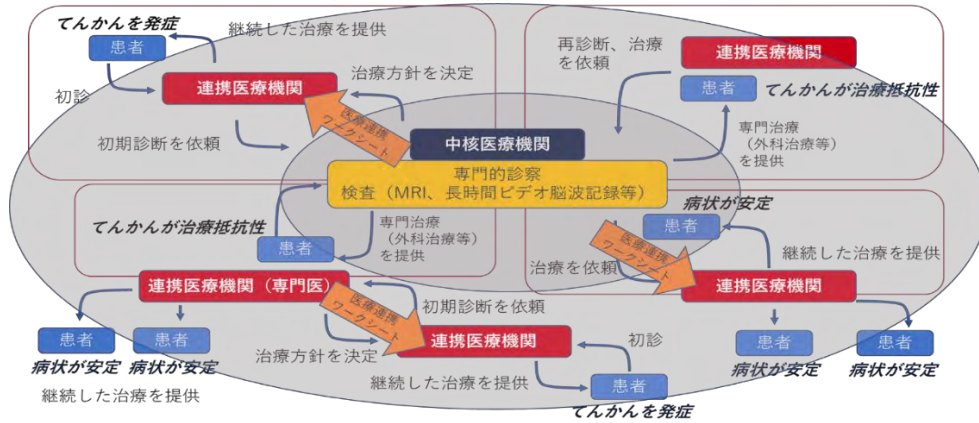 てんかんを発症
患者
継続した治療を提供
連携医療機関
初診
治療方針を決定
初期診断を依頼
医療連携
ワークシート
再診断、治療
を依頼
連携医療機関
患者
てんかんが治療抵抗性
専門治療
（外科治療等）
を提供
中核医療機関
専門的診察
検査（MRI、長時間ビデオ脳波記録等）
てんかんが治療抵抗性
患者
専門治療
（外科治療等）
を提供
病状が安定
患者
医療連携
ワークシート
治療を依頼
継続した治療を提供
連携医療機関
患者
病状が安定
患者
病状が安定
連携医療機関（専門医）
患者
病状が安定
患者
病状が安定
継続した治療を提供
医療連携
ワークシート
初期診断を依頼
治療方針を決定
連携医療機関
初診
継続した治療を提供
患者
てんかんを発症